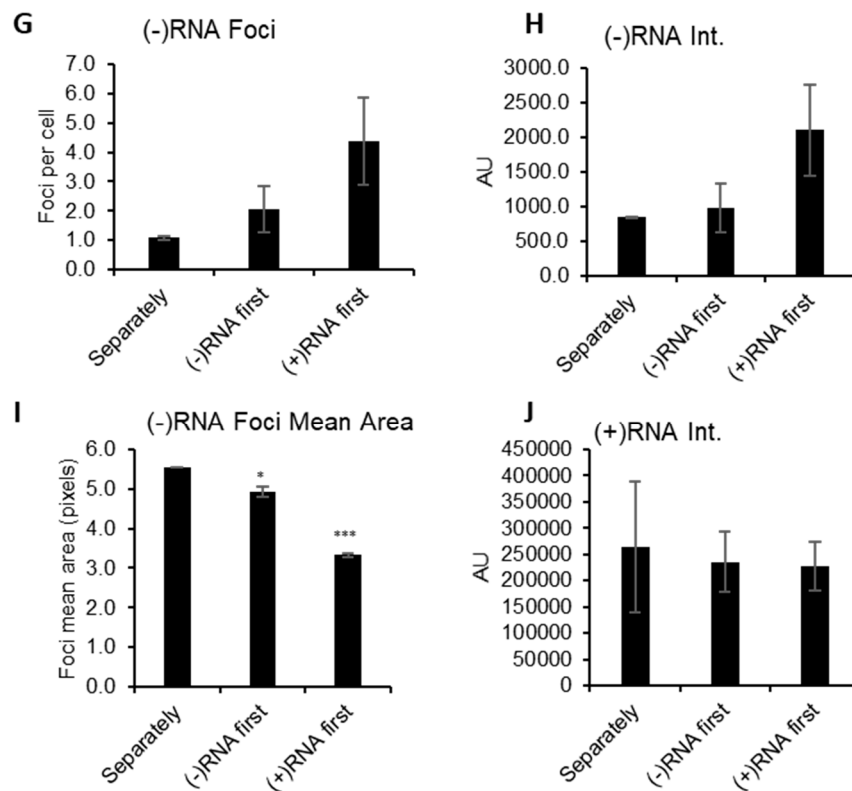 G
(-)RNA Foci
Foci per cell
7.0
6.0
5.0
4.0
3.0
2.0
1.0
0.0
Separately
(-)RNA first
(+)RNA first
H
(-)RNA Int.
AU
3000.0
2500.0
2000.0
1500.0
1000.0
500.0
0.0
Separately
(-)RNA first
(+)RNA first
I
(-)RNA Foci Mean Area
Foci mean area (pixels)
6.0
5.0
4.0
3.0
2.0
1.0
0.0
*
***
Separately
(-)RNA first
(+)RNA first
J
(+)RNA Int.
AU
450000
400000
350000
300000
250000
200000
150000
100000
50000
0
Separately
(-)RNA first
(+)RNA first